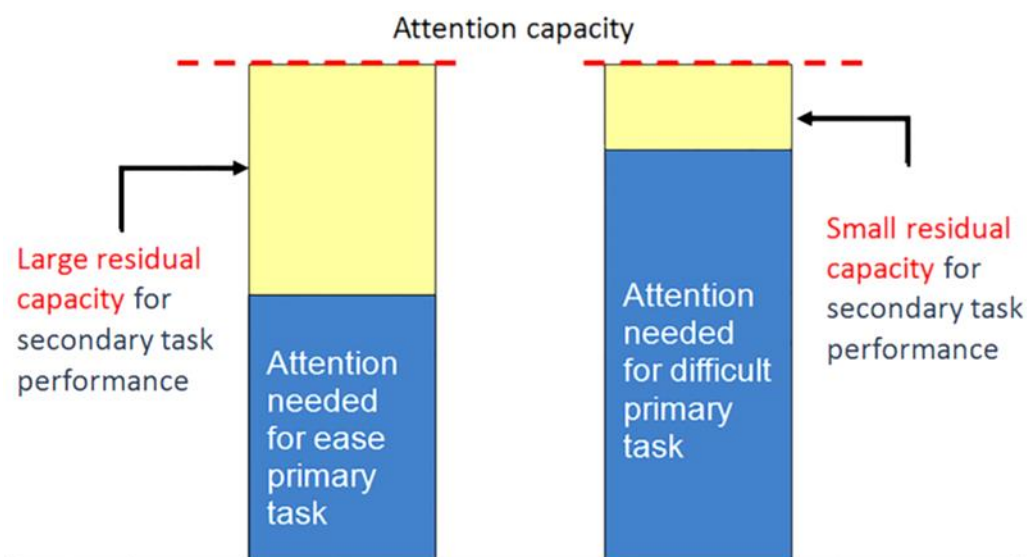 Attention capacity
Large residual
capacity for
secondary task
performance
Attention
needed
for ease
primary
task
Attention
needed
for difficult
primary
task
Small residual
capacity for
secondary task
performance